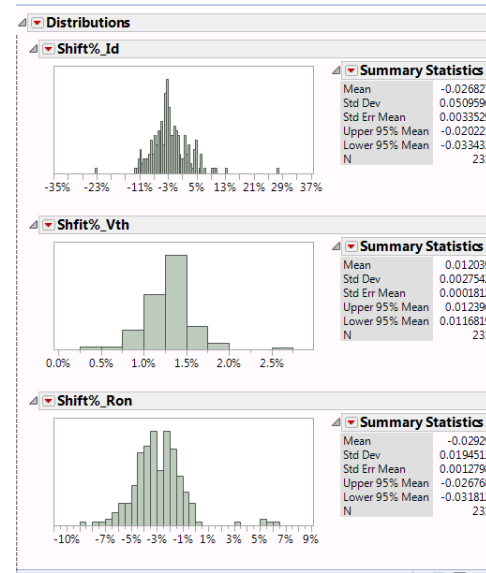 Distributions
Shift%_Id
-35% -23% -11% -3% 5% 13% 21% 29% 37%
Summary Statistics
Mean -0.02682
Std Dev 0.050959
Std Err Mean 0.003352
Upper 95% Mean -0.02022
Lower 95% Mean -0.03343
N 23
Shfit%_Vth
0.0% 0.5% 1.0% 1.5% 2.0% 2.5%
Summary Statistics
Mean 0.01203
Std Dev 0.002754
Std Err Mean 0.000181
Upper 95% Mean 0.01239
Lower 95% Mean 0.011681
N 23
Shift%_Ron
-10% -7% -5% -3% -1% 1% 3% 5% 7% 9%
Summary Statistics
Mean -0.0292
Std Dev 0.019451
Std Err Mean 0.001279
Upper 95% Mean -0.02676
Lower 95% Mean -0.03181
N 23